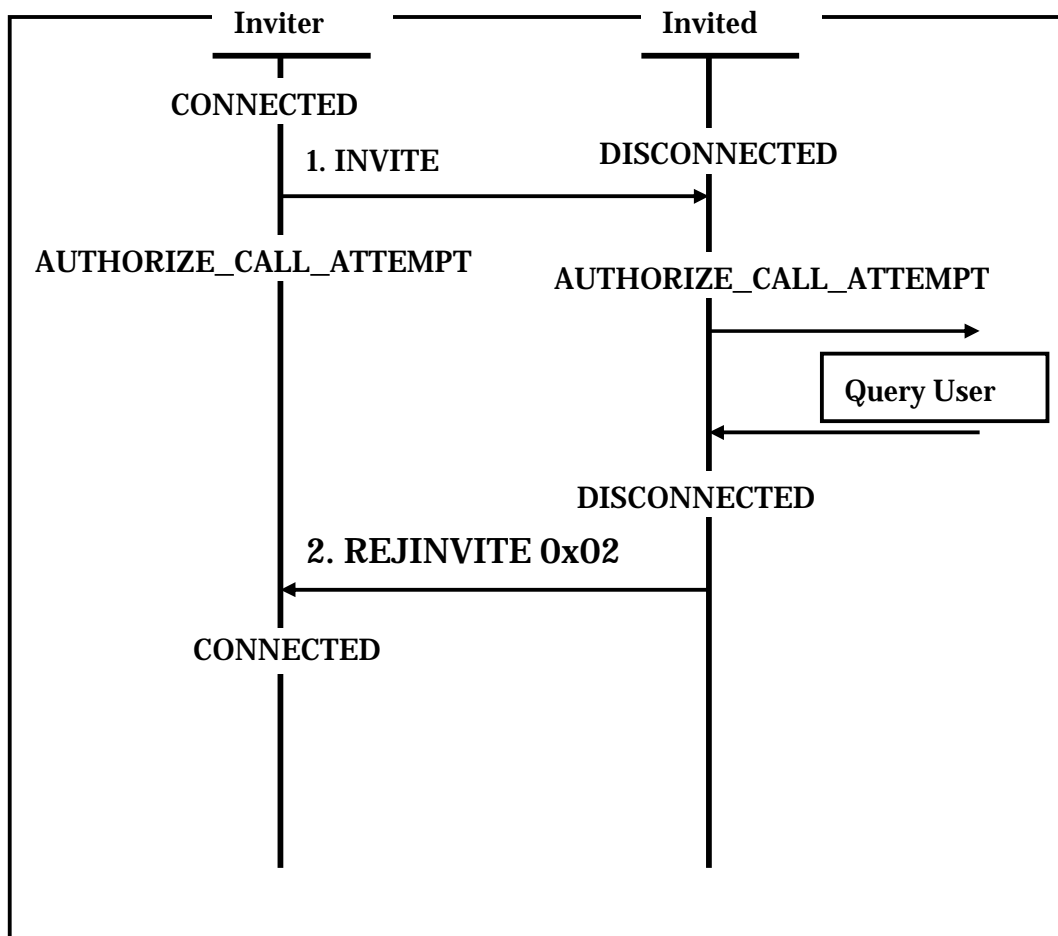 Inviter
Invited
CONNECTED
1. INVITE
DISCONNECTED
AUTHORIZE_CALL_ATTEMPT
AUTHORIZE_CALL_ATTEMPT
Query User
DISCONNECTED
2. REJINVITE 0x02
CONNECTED